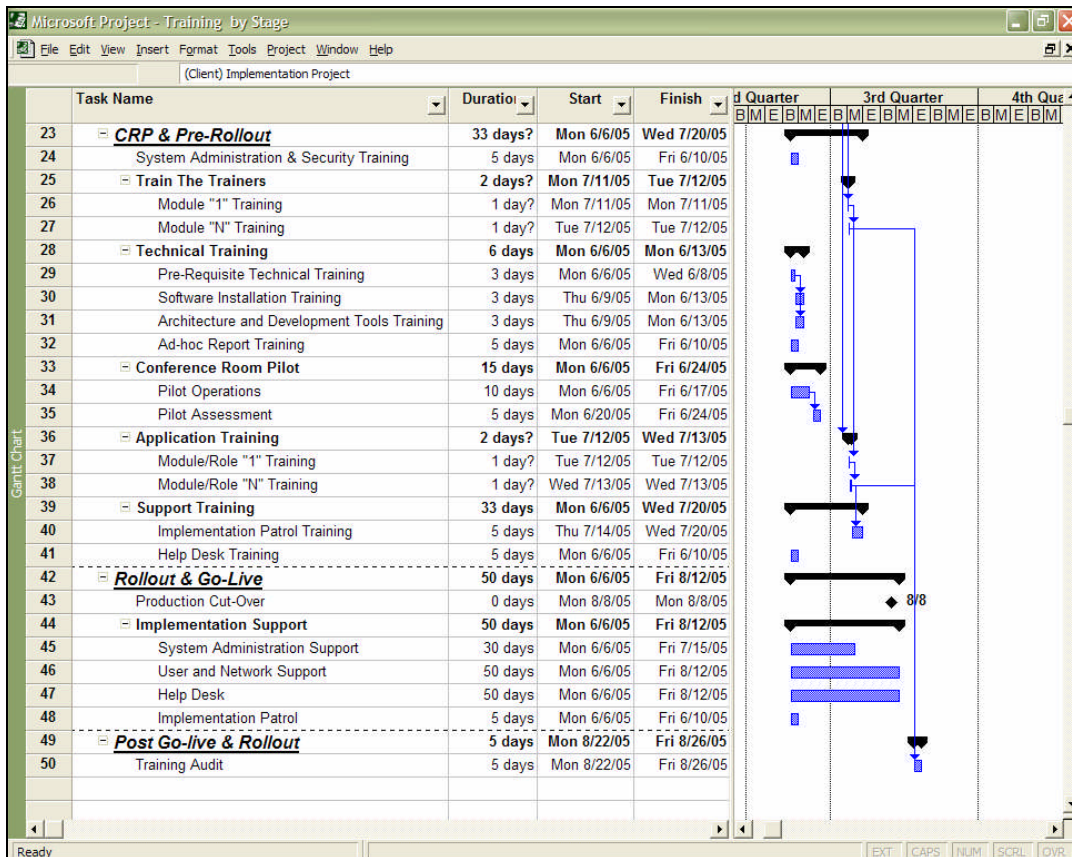 Microsoft Project - Training by Stage
File Edit View Insert Format Tools Project Window Help
(Client) Implementation Project
Task Name Duration Start Finish d Quarter 3rd Quarter 4th Qua
B M E B M E B M E B M E B M E B M E B M
23 CRP & Pre-Rollout 33 days? Mon 6/6/05 Wed 7/20/05
24 System Administration & Security Training 5 days Mon 6/6/05 Fri 6/10/05
25 Train The Trainers 2 days? Mon 7/11/05 Tue 7/12/05
26 Module "1" Training 1 day? Mon 7/11/05 Mon 7/11/05
27 Module "N" Training 1 day? Tue 7/12/05 Tue 7/12/05
28 Technical Training 6 days Mon 6/6/05 Mon 6/13/05
29 Pre-Requisite Technical Training 3 days Mon 6/6/05 Wed 6/8/05
30 Software Installation Training 3 days Thu 6/9/05 Mon 6/13/05
31 Architecture and Development Tools Training 3 days Thu 6/9/05 Mon 6/13/05
32 Ad-hoc Report Training 5 days Mon 6/6/05 Fri 6/10/05
33 Conference Room Pilot 15 days Mon 6/6/05 Fri 6/24/05
34 Pilot Operations 10 days Mon 6/6/05 Fri 6/17/05
35 Pilot Assessment 5 days Mon 6/20/05 Fri 6/24/05
36 Application Training 2 days? Tue 7/12/05 Wed 7/13/05
37 Module/Role "1" Training 1 day? Tue 7/12/05 Tue 7/12/05
38 Module/Role "N" Training 1 day? Wed 7/13/05 Wed 7/13/05
39 Support Training 33 days Mon 6/6/05 Wed 7/20/05
40 Implementation Patrol Training 5 days Thu 7/14/05 Wed 7/20/05
41 Help Desk Training 5 days Mon 6/6/05 Fri 6/10/05
42 Rollout & Go-Live 50 days Mon 6/6/05 Fri 8/12/05
43 Production Cut-Over 0 days Mon 8/8/05 Mon 8/8/05 8/8
44 Implementation Support 50 days Mon 6/6/05 Fri 8/12/05
45 System Administration Support 30 days Mon 6/6/05 Fri 7/15/05
46 User and Network Support 50 days Mon 6/6/05 Fri 8/12/05
47 Help Desk 50 days Mon 6/6/05 Fri 8/12/05
48 Implementation Patrol 5 days Mon 6/6/05 Fri 6/10/05
49 Post Go-live & Rollout 5 days Mon 8/22/05 Fri 8/26/05
50 Training Audit 5 days Mon 8/22/05 Fri 8/26/05
Gantt Chart
Ready EXT CAPS NUM SCRL OVR